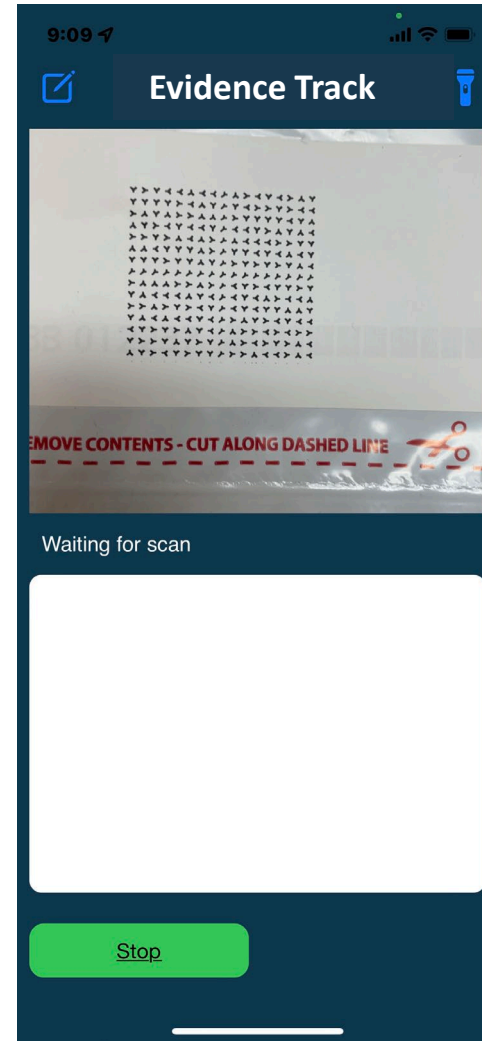 9:09
Evidence Track
EMOVE CONTENTS - CUT ALONG DASHED LINE
Waiting for scan
Stop